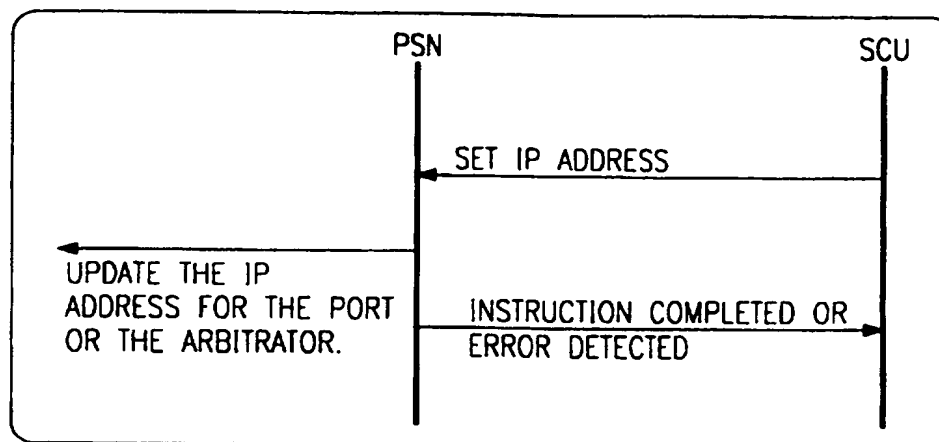 PSN
SCU
SET IP ADDRESS
UPDATE THE IP
ADDRESS FOR THE PORT
OR THE ARBITRATOR.
INSTRUCTION COMPLETED OR
ERROR DETECTED